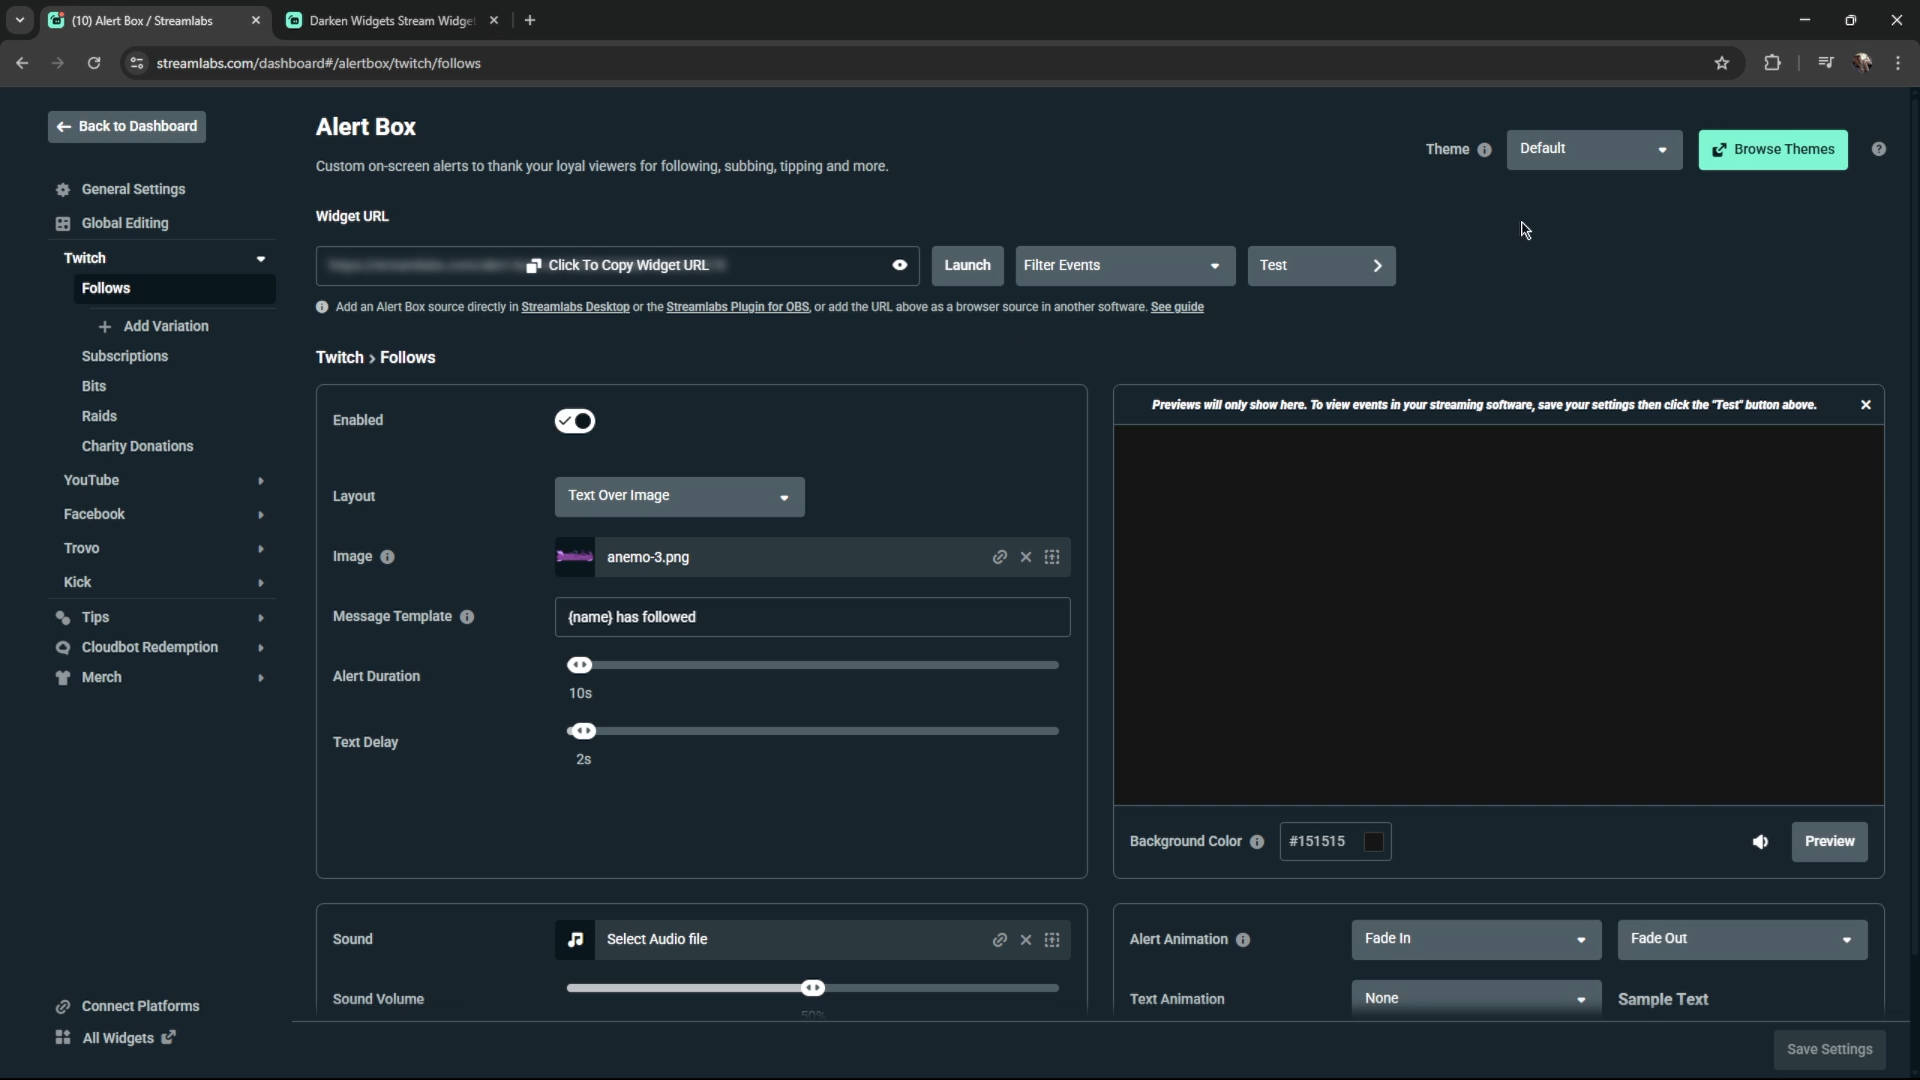 (10) Alert Box / Streamlabs
Darken Widgets Stream Widge
streamlabs.com/dashboard#/alertbox/twitch/follows
Back to Dashboard
General Settings
Global Editing
Twitch
Follows
Add Variation
Subscriptions
Bits
Raids
Charity Donations
YouTube
Facebook
Trovo
Kick
Tips
Cloudbot Redemption
Merch
Connect Platforms
All Widgets
Alert Box
Custom on-screen alerts to thank your loyal viewers for following, subbing, tipping and more.
Theme
Default
Browse Themes
Widget URL
Click To Copy Widget URL
Launch
Filter Events
Test
Add an Alert Box source directly in Streamlabs Desktop or the Streamlabs Plugin for OBS, or add the URL above as a browser source in another software. See guide
Twitch > Follows
Enabled
Layout
Text Over Image
Image
anemo-3.png
Message Template
{name} has followed
Alert Duration
10s
Text Delay
2s
Previews will only show here. To view events in your streaming software, save your settings then click the "Test" button above.
Background Color
#151515
Preview
Sound
Select Audio file
Sound Volume
50%
Alert Animation
Fade In
Fade Out
Text Animation
None
Sample Text
Save Settings